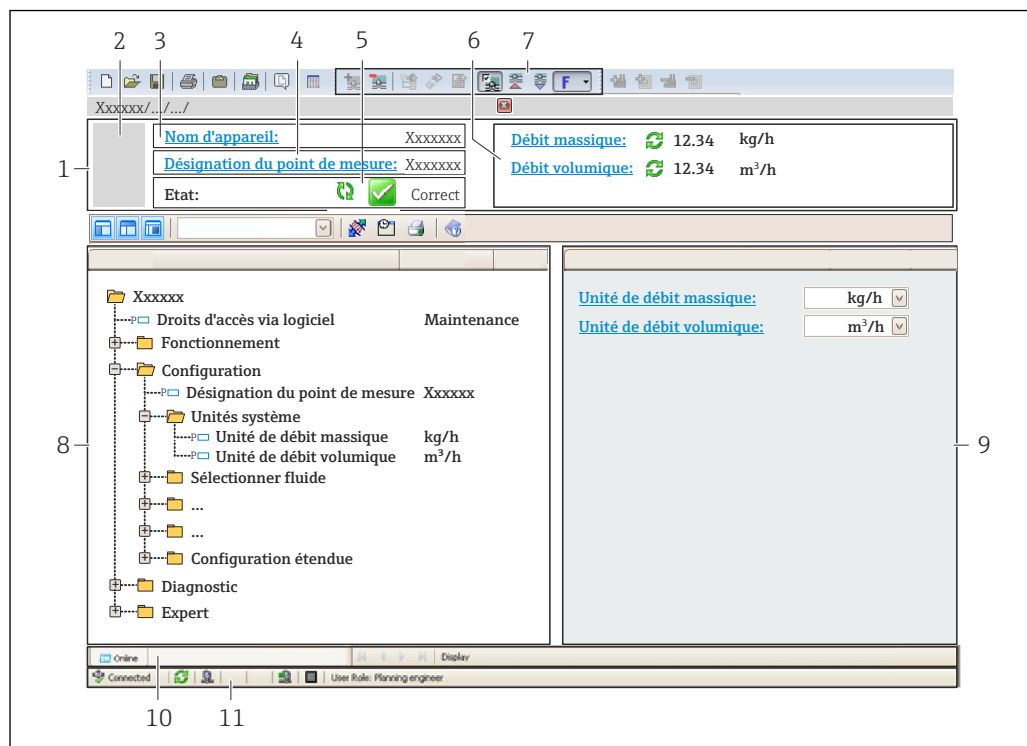 2 3 4 5 6 7
F
Xxxxxx/.../.../
1
Nom d'appareil: Xxxxxxx
Désignation du point de mesure: Xxxxxxx
Etat: Correct
Débit massique: 12.34 kg/h
Débit volumique: 12.34 m³/h
8
Xxxxxx
P Droits d'accès via logiciel Maintenance
Fonctionnement
Configuration
P Désignation du point de mesure Xxxxxx
Unités système
P Unité de débit massique kg/h
P Unité de débit volumique m³/h
Sélectionner fluide
...
...
Configuration étendue
Diagnostic
Expert
Unité de débit massique: kg/h
Unité de débit volumique: m³/h
9
Online Display
Connected User Role: Planning engineer
10 11